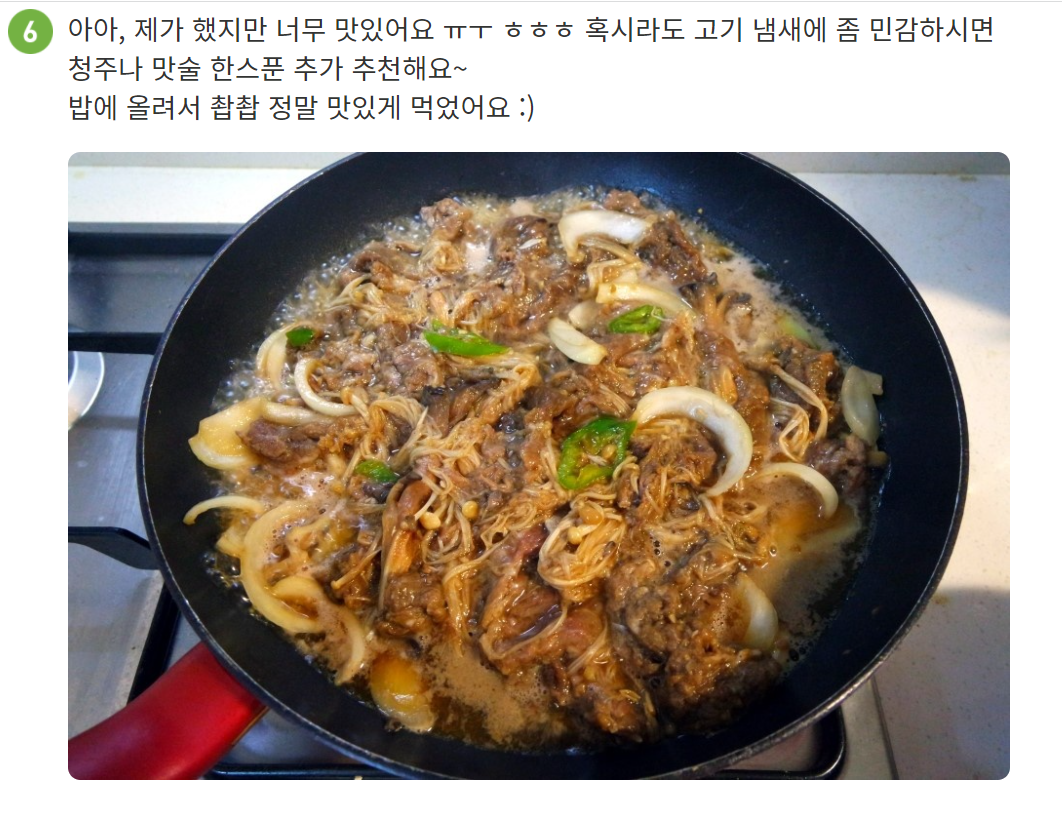 6
아아, 제가 했지만 너무 맛있어요 ㅠㅜ ㅎㅎㅎ 혹시라도 고기 냄새에 좀 민감하시면
청주나 맛술 한스푼 추가 추천해요~
밥에 올려서 촵촵 정말 맛있게 먹었어요 :)